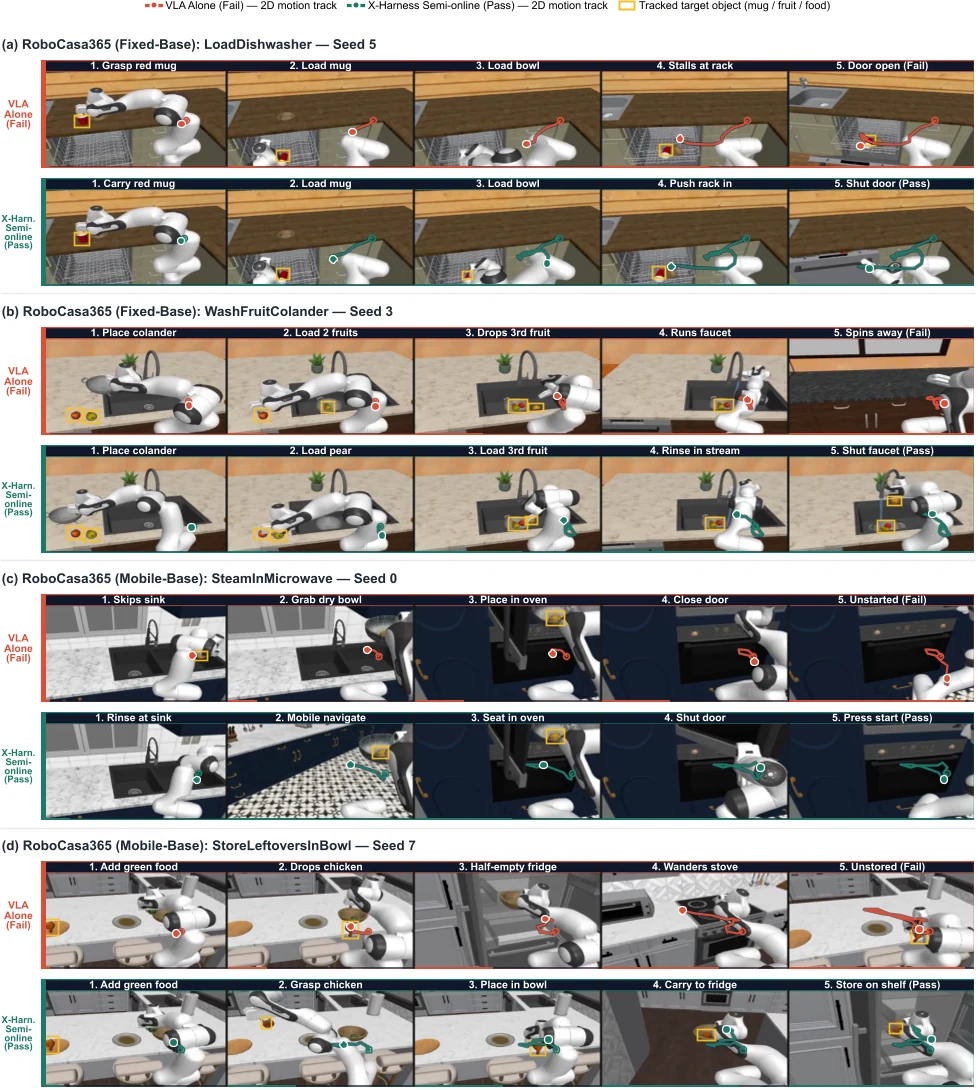 VLA Alone (Fail) — 2D motion track X-Harness Semi-online (Pass) — 2D motion track Tracked target object (mug / fruit / food)
(a) RoboCasa365 (Fixed-Base): LoadDishwasher — Seed 5
1. Grasp red mug 2. Load mug 3. Load bowl 4. Stalls at rack 5. Door open (Fail)
VLA
Alone
(Fail)
1. Carry red mug 2. Load mug 3. Load bowl 4. Push rack in 5. Shut door (Pass)
X-Harn.
Semi-
online
(Pass)
(b) RoboCasa365 (Fixed-Base): WashFruitColander — Seed 3
1. Place colander 2. Load 2 fruits 3. Drops 3rd fruit 4. Runs faucet 5. Spins away (Fail)
VLA
Alone
(Fail)
1. Place colander 2. Load pear 3. Load 3rd fruit 4. Rinse in stream 5. Shut faucet (Pass)
X-Harn.
Semi-
online
(Pass)
(c) RoboCasa365 (Mobile-Base): SteamInMicrowave — Seed 0
1. Skips sink 2. Grab dry bowl 3. Place in oven 4. Close door 5. Unstarted (Fail)
VLA
Alone
(Fail)
1. Rinse at sink 2. Mobile navigate 3. Seat in oven 4. Shut door 5. Press start (Pass)
X-Harn.
Semi-
online
(Pass)
(d) RoboCasa365 (Mobile-Base): StoreLeftoversInBowl — Seed 7
1. Add green food 2. Drops chicken 3. Half-empty fridge 4. Wanders stove 5. Unstored (Fail)
VLA
Alone
(Fail)
1. Add green food 2. Grasp chicken 3. Place in bowl 4. Carry to fridge 5. Store on shelf (Pass)
X-Harn.
Semi-
online
(Pass)